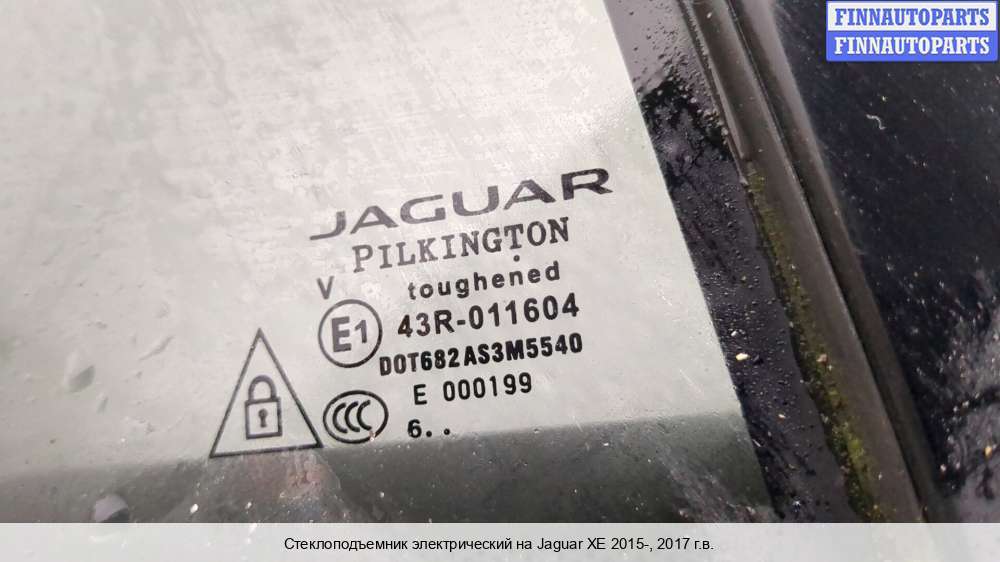 FINNAUTOPARTS
FINNAUTOPARTS
JAGUAR
PILKINGTON
V
toughened
E1 43R-011604
DOT682AS3M5540
E 000199
CCC 6..
Стеклоподъемник электрический на Jaguar XE 2015-, 2017 г.в.